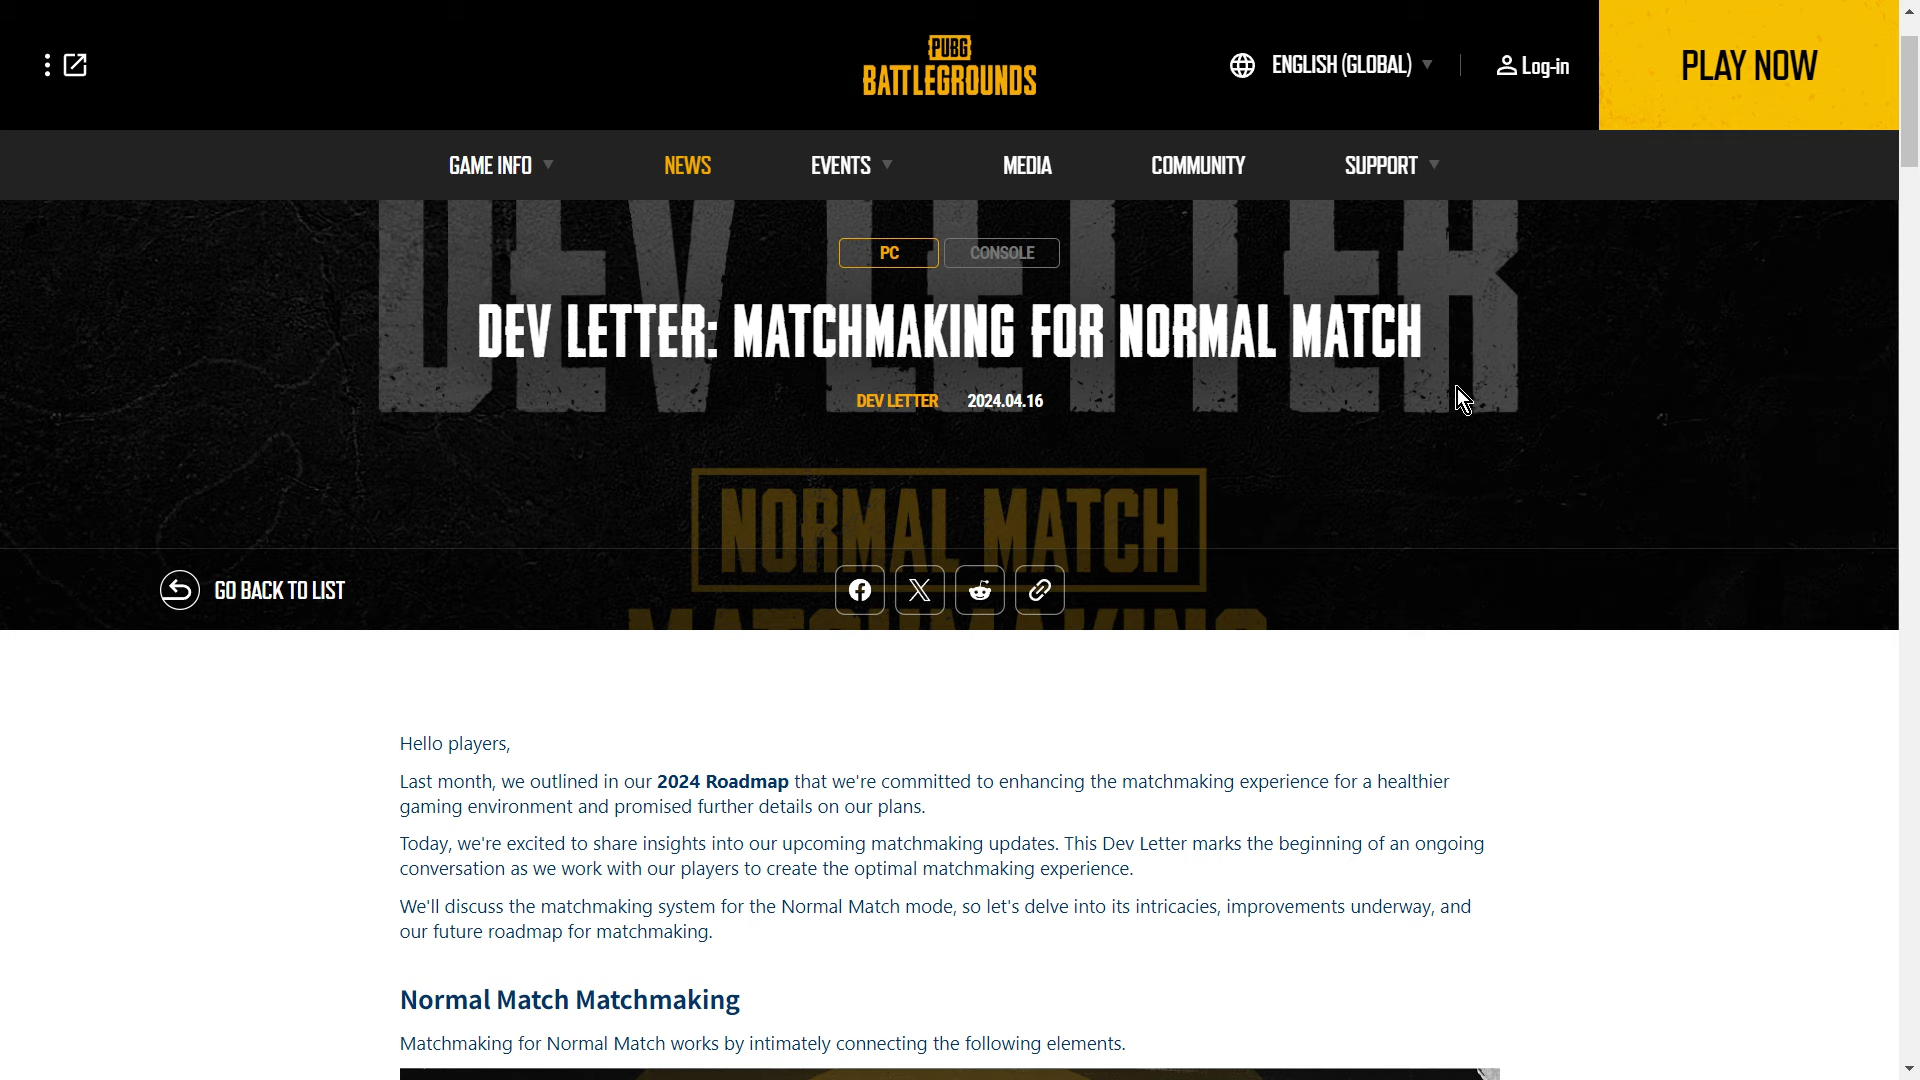 PUBG
BATTLEGROUNDS
ENGLISH (GLOBAL)
Log-in
PLAY NOW
GAME INFO
NEWS
EVENTS
MEDIA
COMMUNITY
SUPPORT
DEV LETTER
PC
CONSOLE
DEV LETTER: MATCHMAKING FOR NORMAL MATCH
DEV LETTER 2024.04.16
NORMAL MATCH
MATCHMAKING
GO BACK TO LIST
Hello players,
Last month, we outlined in our 2024 Roadmap that we're committed to enhancing the matchmaking experience for a healthier
gaming environment and promised further details on our plans.
Today, we're excited to share insights into our upcoming matchmaking updates. This Dev Letter marks the beginning of an ongoing
conversation as we work with our players to create the optimal matchmaking experience.
We'll discuss the matchmaking system for the Normal Match mode, so let's delve into its intricacies, improvements underway, and
our future roadmap for matchmaking.
Normal Match Matchmaking
Matchmaking for Normal Match works by intimately connecting the following elements.